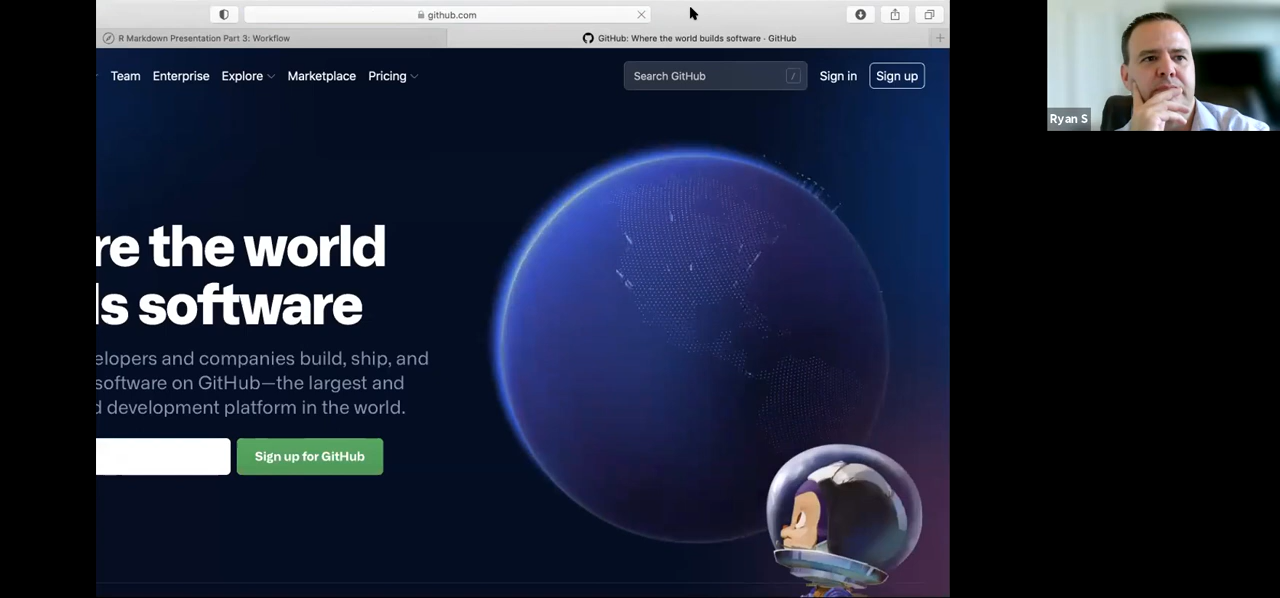 github.com
R Markdown Presentation Part 3: Workflow
GitHub: Where the world builds software · GitHub
Team Enterprise Explore Marketplace Pricing
Search GitHub /
Sign in
Sign up
re the world
ls software
elopers and companies build, ship, and
software on GitHub—the largest and
d development platform in the world.
Sign up for GitHub
Ryan S